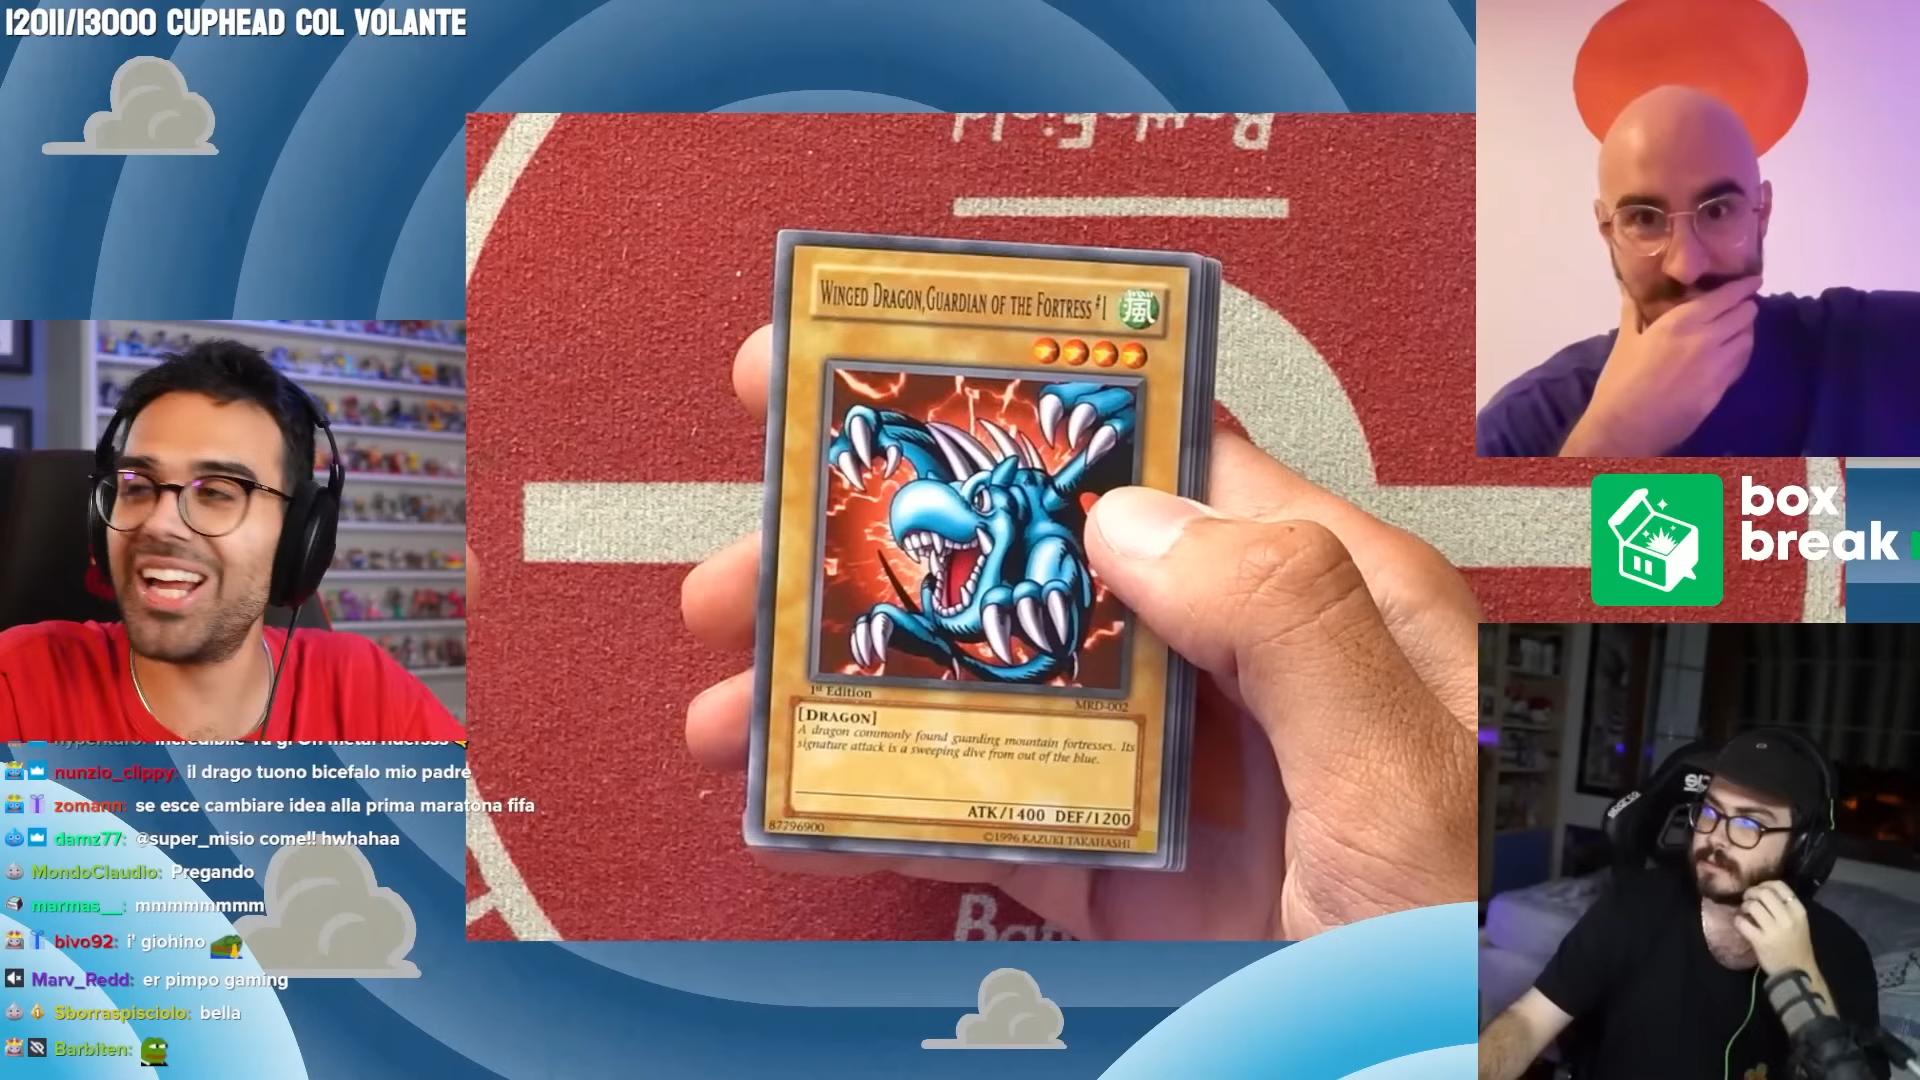 12011/13000 CUPHEAD COL VOLANTE
WINGED DRAGON, GUARDIAN OF THE FORTRESS #1
風
1st Edition
MRD-002
[DRAGON]
A dragon commonly found guarding mountain fortresses. Its
signature attack is a sweeping dive from out of the blue.
ATK/1400 DEF/1200
87796900
©1996 KAZUKI TAKAHASHI
box
break
nunzio_clippy: il drago tuono bicefalo mio padre
zomann: se esce cambiare idea alla prima maratona fifa
damz77: @super_misio come!! hwhahaa
MondoClaudio: Pregando
marmas__: mmmmmmmm
bivo92: i' giohino
Marv_Redd: er pimpo gaming
Sborraspisciolo: bella
Barbiten: